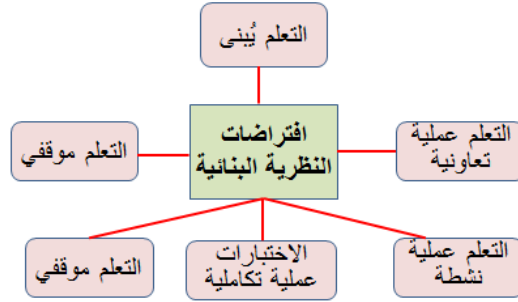 التعلم يُبنى
افتراضات
النظرية البنائية
التعلم عملية
تعاونية
التعلم موقفي
التعلم عملية
نشطة
الاختبارات
عملية تكاملية
التعلم موقفي